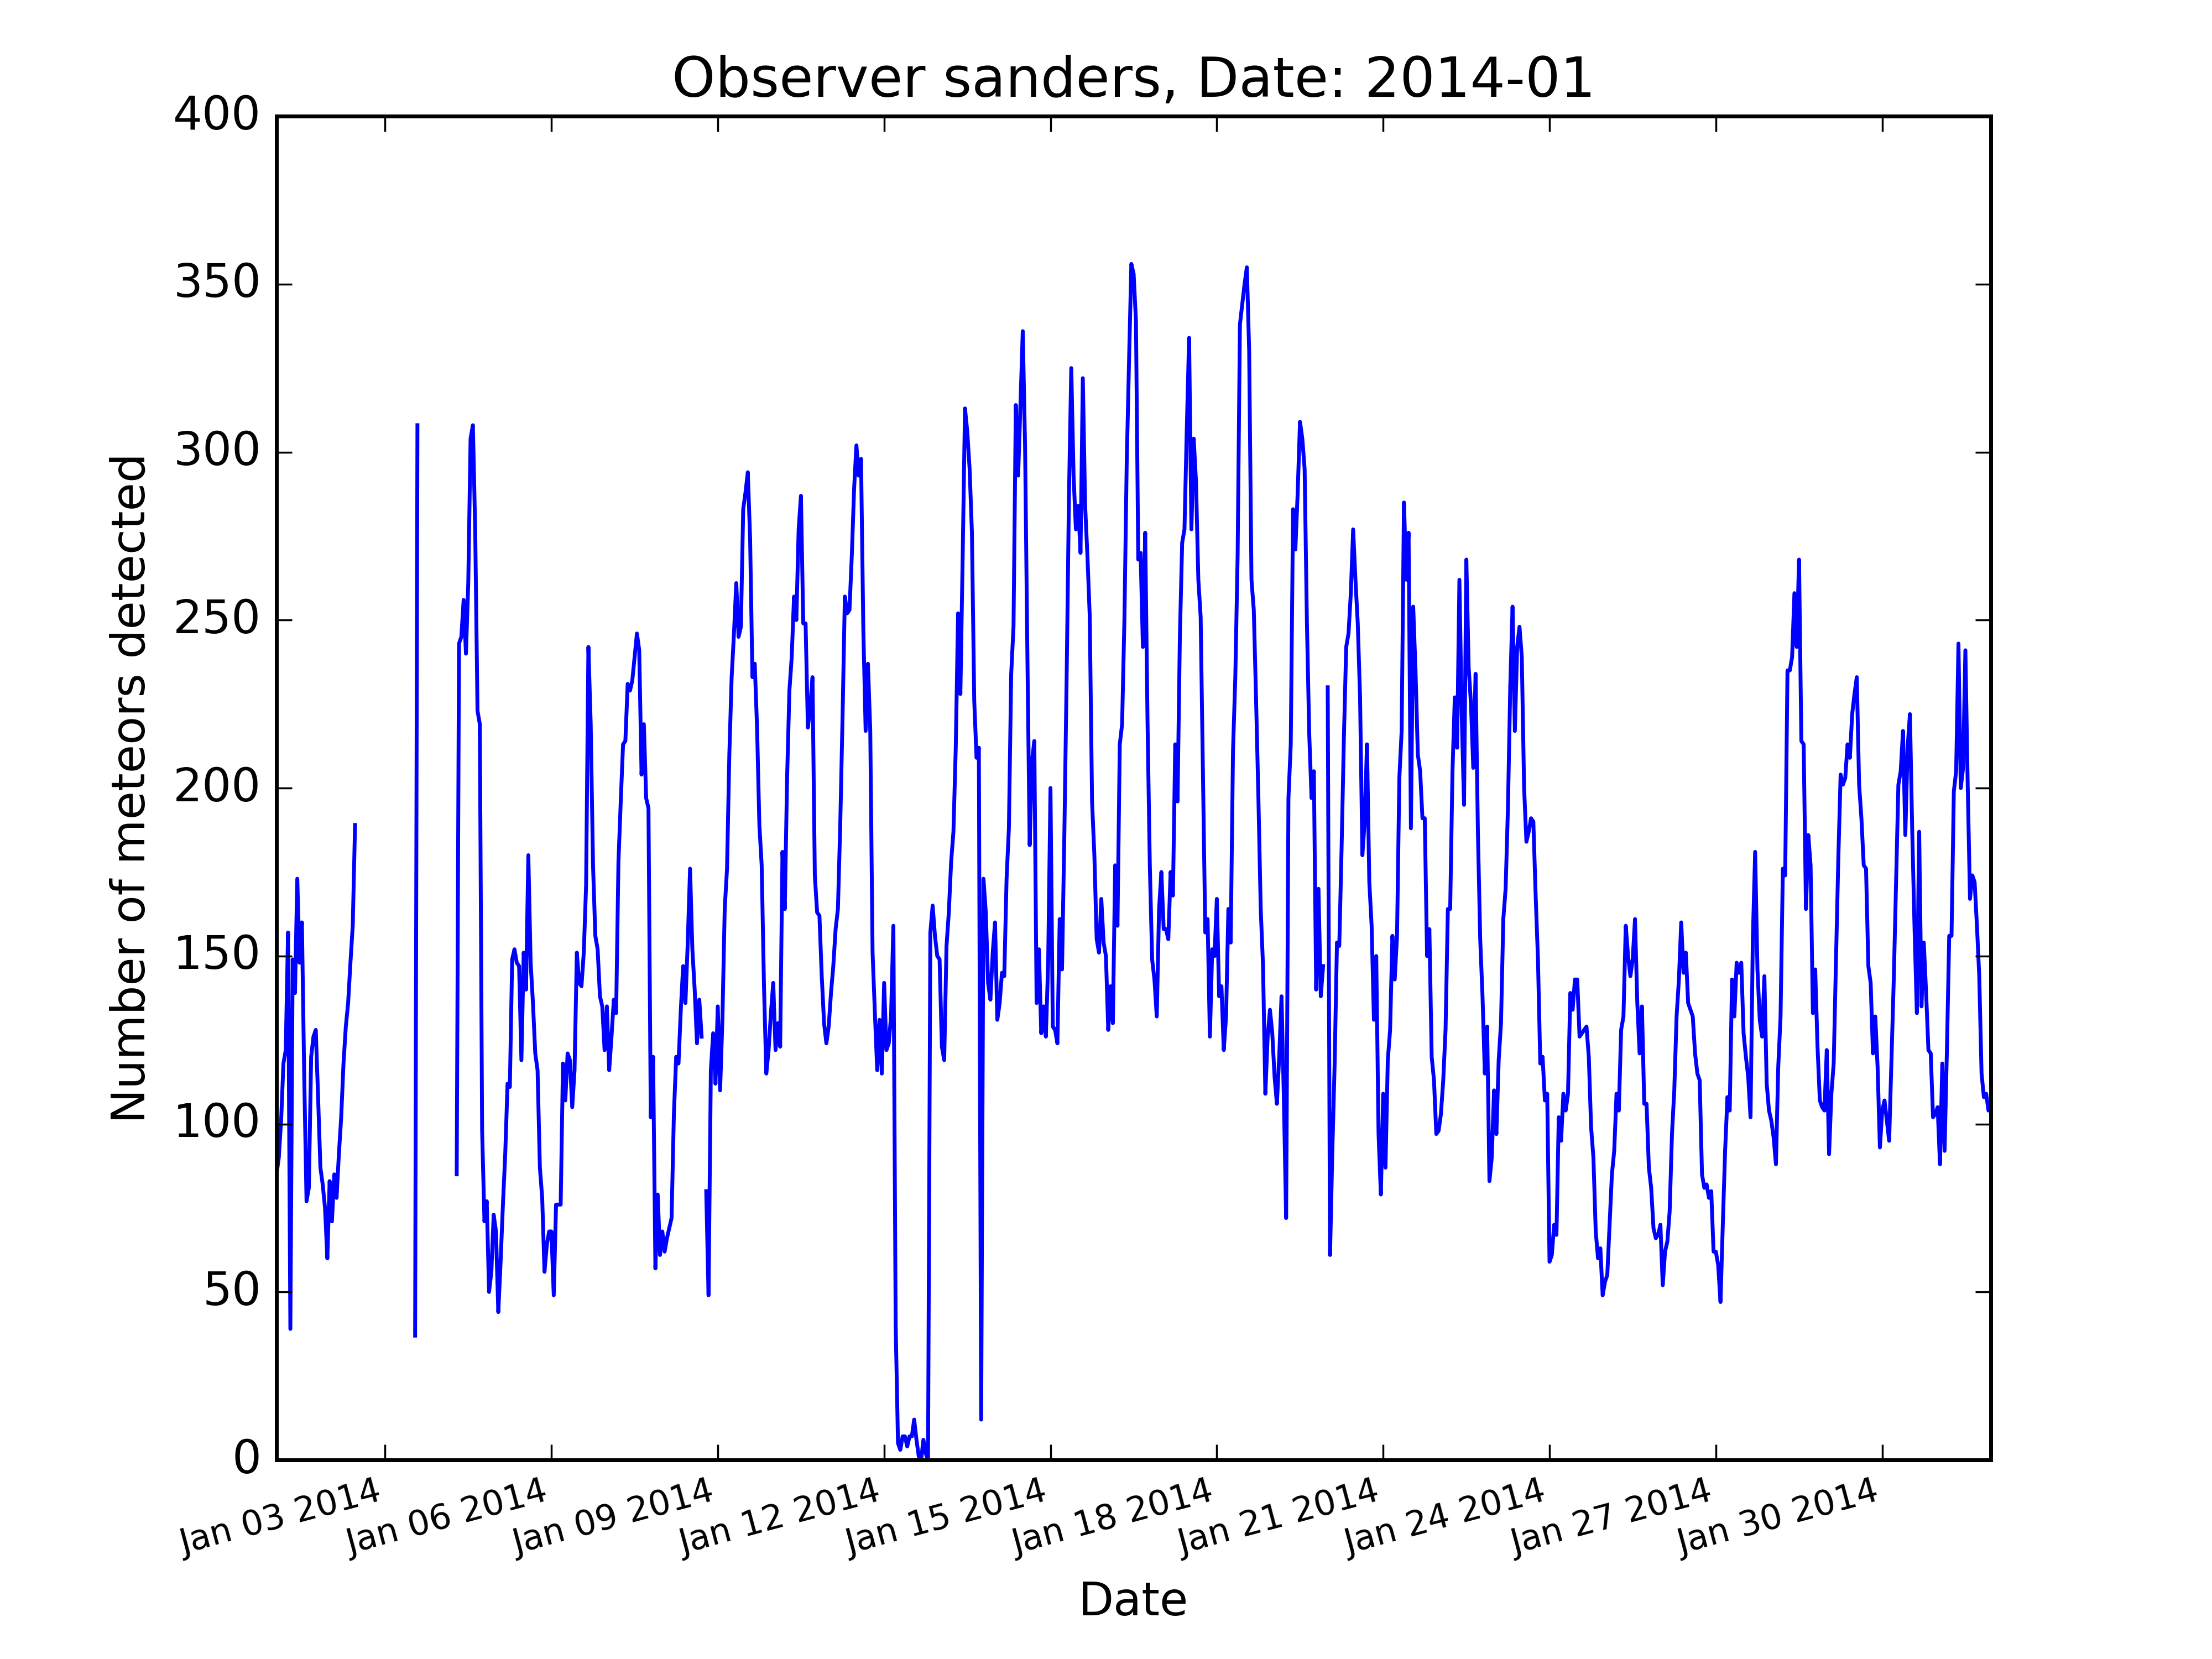 Observer sanders, Date: 2014-01
400
350
300
250
200
150
100
50
0
Number of meteors detected
Jan 03 2014
Jan 06 2014
Jan 09 2014
Jan 12 2014
Jan 15 2014
Jan 18 2014
Jan 21 2014
Jan 24 2014
Jan 27 2014
Jan 30 2014
Date